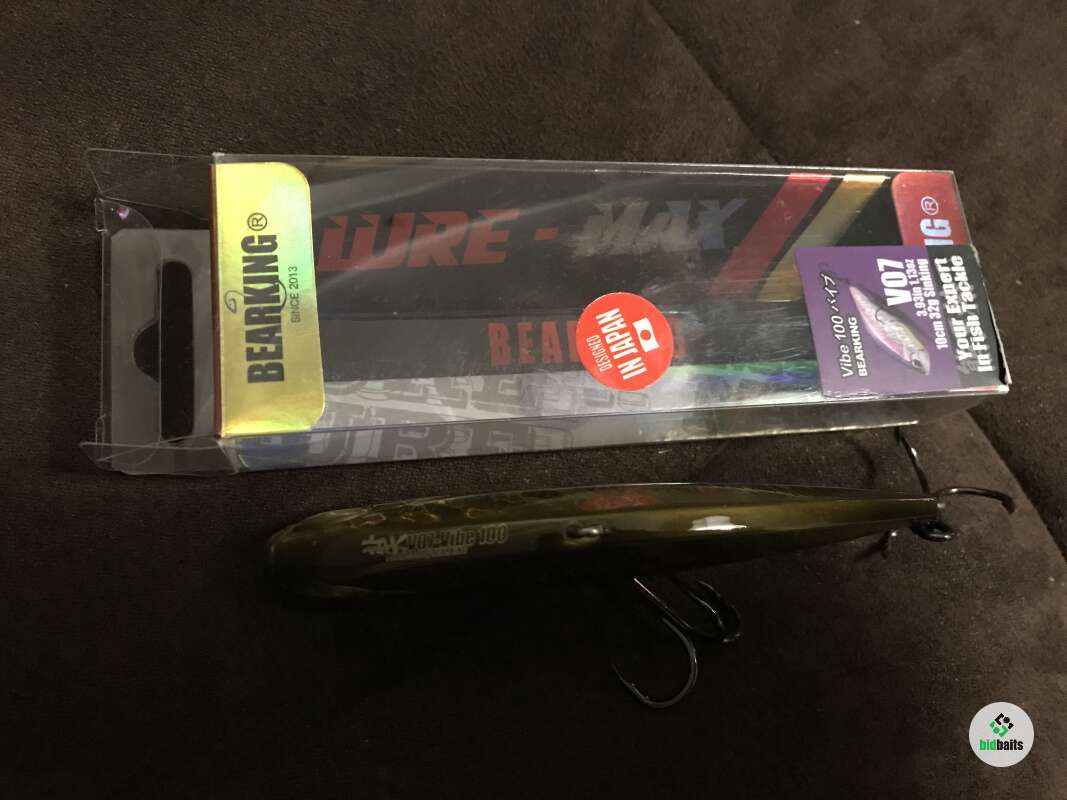 BEARKING®
SINCE 2013
LURE - MAX
DESIGNED
IN JAPAN
Vibe 100 バイブ
BEARKING
V07
3.93in 1.13oz
10cm 32g Sinking
Your Expert
In Fish Tackle
V07 Vibe 100
bidbaits